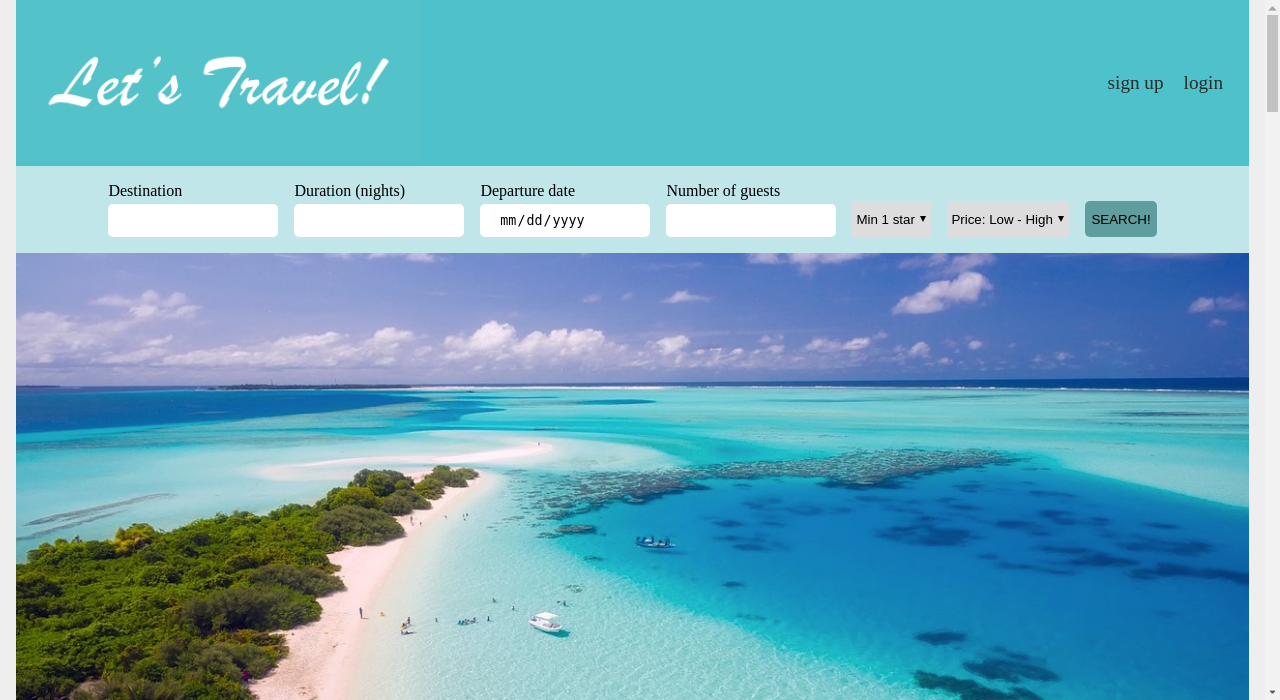 Let's Travel!
sign up login
Destination Duration (nights) Departure date Number of guests
mm/dd/yyyy Min 1 star Price: Low - High SEARCH!